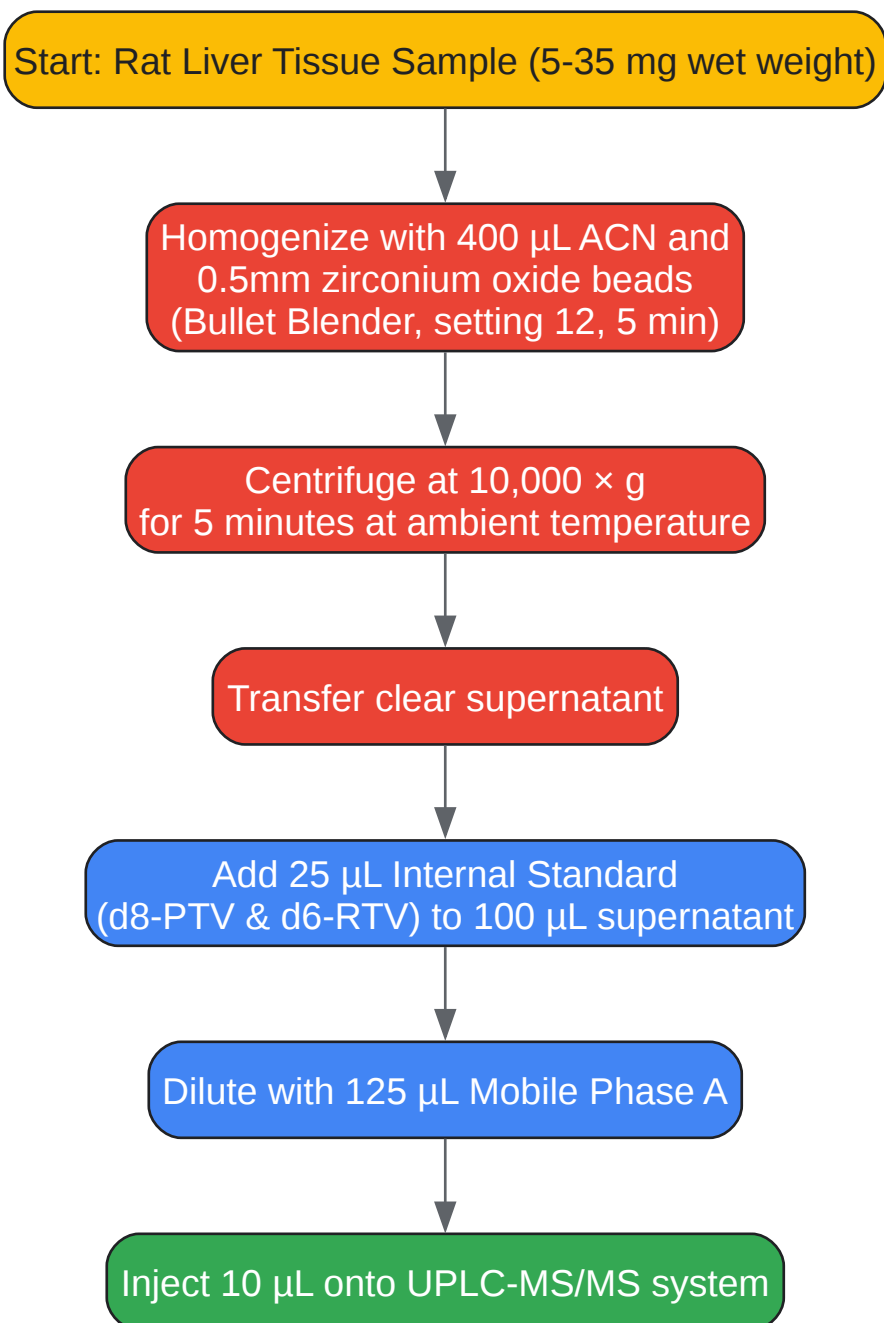 Start: Rat Liver Tissue Sample (5-35 mg wet weight)
Homogenize with 400 µL ACN and
0.5mm zirconium oxide beads
(Bullet Blender, setting 12, 5 min)
Centrifuge at 10,000 × g
for 5 minutes at ambient temperature
Transfer clear supernatant
Add 25 µL Internal Standard
(d8-PTV & d6-RTV) to 100 µL supernatant
Dilute with 125 µL Mobile Phase A
Inject 10 µL onto UPLC-MS/MS system